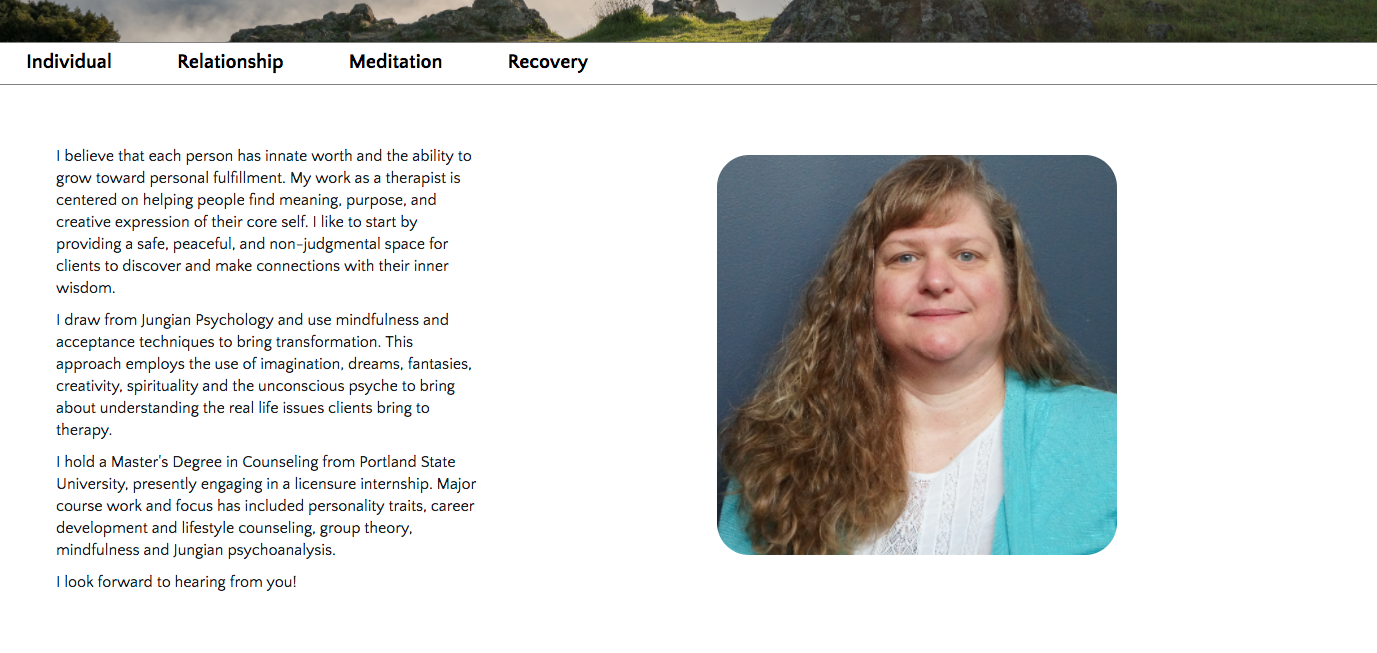 Individual Relationship Meditation Recovery
I believe that each person has innate worth and the ability to
grow toward personal fulfillment. My work as a therapist is
centered on helping people find meaning, purpose, and
creative expression of their core self. I like to start by
providing a safe, peaceful, and non-judgmental space for
clients to discover and make connections with their inner
wisdom.
I draw from Jungian Psychology and use mindfulness and
acceptance techniques to bring transformation. This
approach employs the use of imagination, dreams, fantasies,
creativity, spirituality and the unconscious psyche to bring
about understanding the real life issues clients bring to
therapy.
I hold a Master's Degree in Counseling from Portland State
University, presently engaging in a licensure internship. Major
course work and focus has included personality traits, career
development and lifestyle counseling, group theory,
mindfulness and Jungian psychoanalysis.
I look forward to hearing from you!